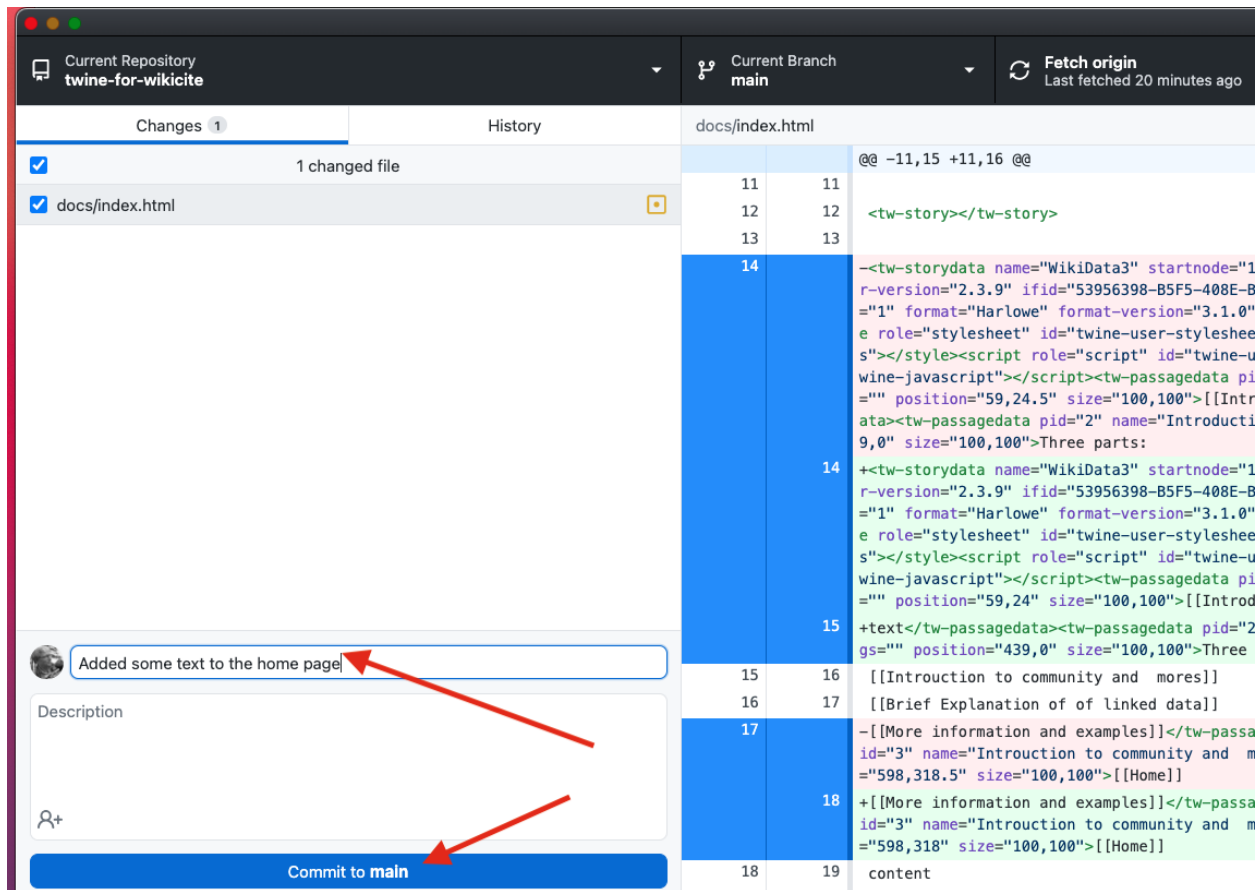 Current Repository
twine-for-wikicite
Current Branch
main
Fetch origin
Last fetched 20 minutes ago
Changes 1
History
docs/index.html
1 changed file
docs/index.html
@@ -11,15 +11,16 @@
11 11
12 12 <tw-story></tw-story>
13 13
14 -<tw-storydata name="WikiData3" startnode="1
r-version="2.3.9" ifid="53956398-B5F5-408E-B
="1" format="Harlowe" format-version="3.1.0"
e role="stylesheet" id="twine-user-styleshee
s"></style><script role="script" id="twine-u
wine-javascript"></script><tw-passagedata pi
="" position="59,24.5" size="100,100">[[Intr
ata><tw-passagedata pid="2" name="Introducti
9,0" size="100,100">Three parts:
14 +<tw-storydata name="WikiData3" startnode="1
r-version="2.3.9" ifid="53956398-B5F5-408E-B
="1" format="Harlowe" format-version="3.1.0"
e role="stylesheet" id="twine-user-styleshee
s"></style><script role="script" id="twine-u
wine-javascript"></script><tw-passagedata pi
="" position="59,24" size="100,100">[[Introd
15 +text</tw-passagedata><tw-passagedata pid="2
gs="" position="439,0" size="100,100">Three
15 16 [[Introuction to community and  mores]]
16 17 [[Brief Explanation of of linked data]]
17 -[[More information and examples]]</tw-passa
id="3" name="Introuction to community and  m
="598,318.5" size="100,100">[[Home]]
18 +[[More information and examples]]</tw-passa
id="3" name="Introuction to community and  m
="598,318" size="100,100">[[Home]]
18 19 content
Added some text to the home page
Description
Commit to main